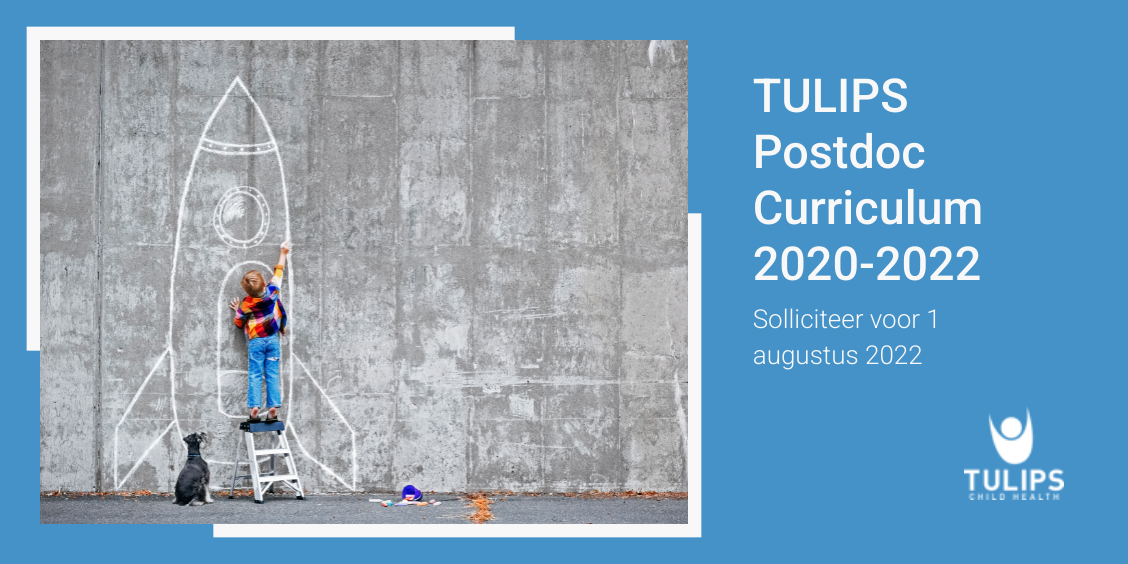 TULIPS
Postdoc
Curriculum
2020-2022
Solliciteer voor 1
augustus 2022
TULIPS
CHILD HEALTH